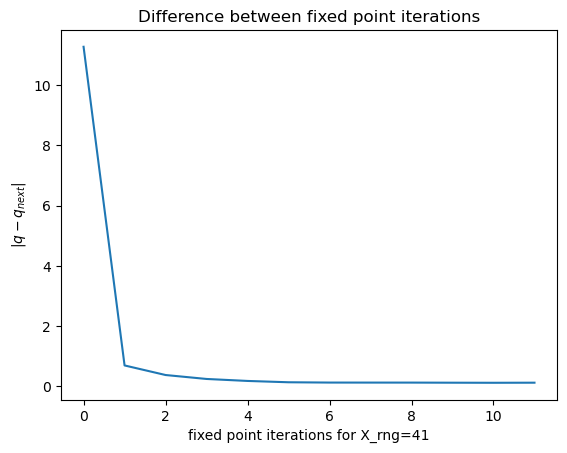 Difference between fixed point iterations
10
8
6
4
2
0
|q − q_next|
0 2 4 6 8 10
fixed point iterations for X_rng=41